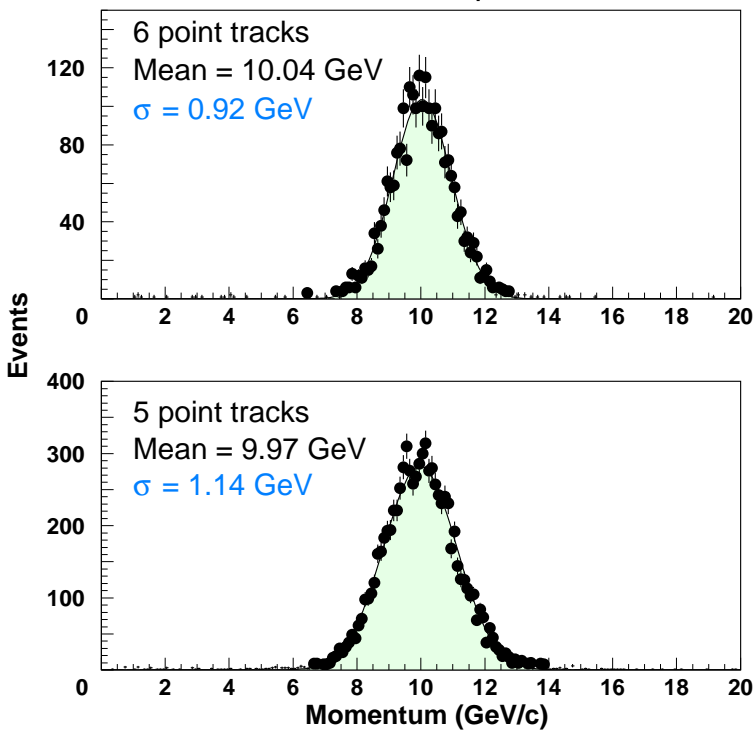 6 point tracks
Mean = 10.04 GeV
σ = 0.92 GeV
120
80
40
0 2 4 6 8 10 12 14 16 18 20
Events
400
5 point tracks
Mean = 9.97 GeV
σ = 1.14 GeV
300
200
100
0 2 4 6 8 10 12 14 16 18 20
Momentum (GeV/c)